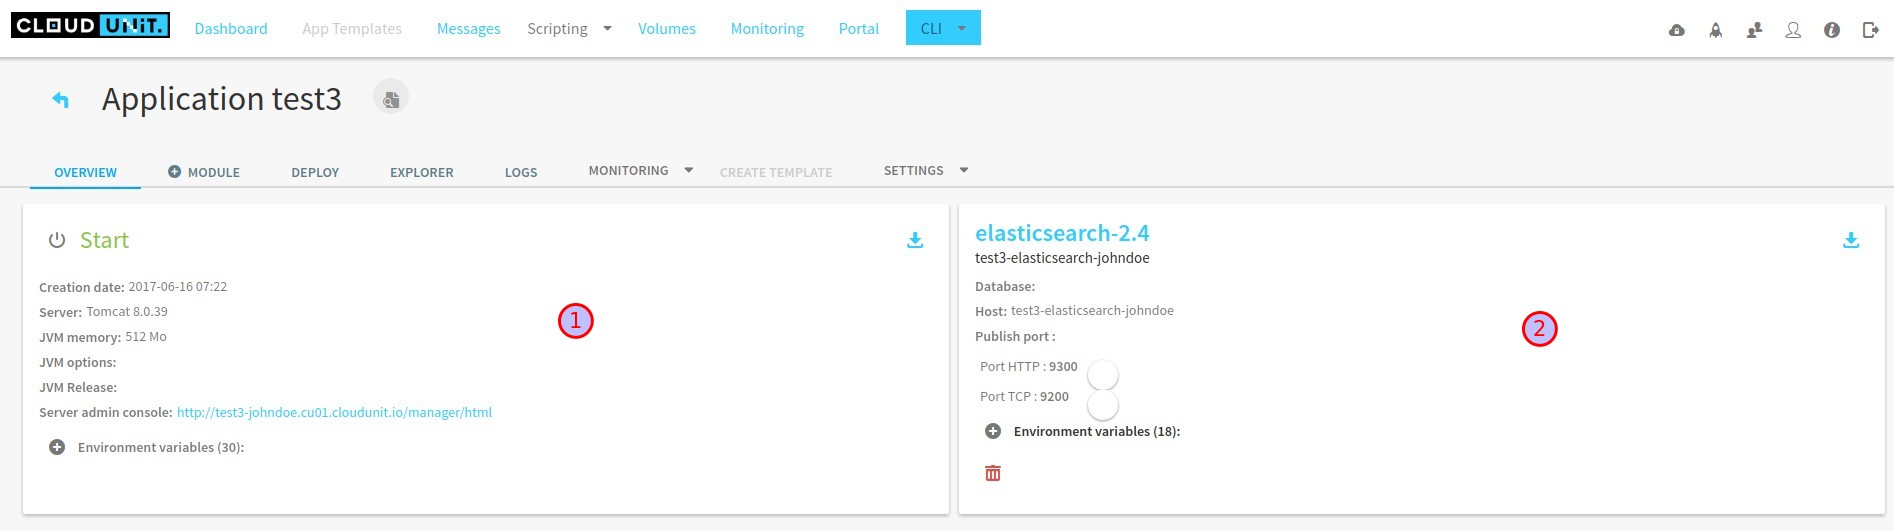 CLOUD UNIT. Dashboard App Templates Messages Scripting Volumes Monitoring Portal CLI
Application test3
OVERVIEW MODULE DEPLOY EXPLORER LOGS MONITORING CREATE TEMPLATE SETTINGS
Start
Creation date: 2017-06-16 07:22
Server: Tomcat 8.0.39
JVM memory: 512 Mo
JVM options:
JVM Release:
Server admin console: http://test3-johndoe.cu01.cloudunit.io/manager/html
Environment variables (30):
1
elasticsearch-2.4
test3-elasticsearch-johndoe
Database:
Host: test3-elasticsearch-johndoe
Publish port :
Port HTTP : 9300
Port TCP : 9200
Environment variables (18):
2